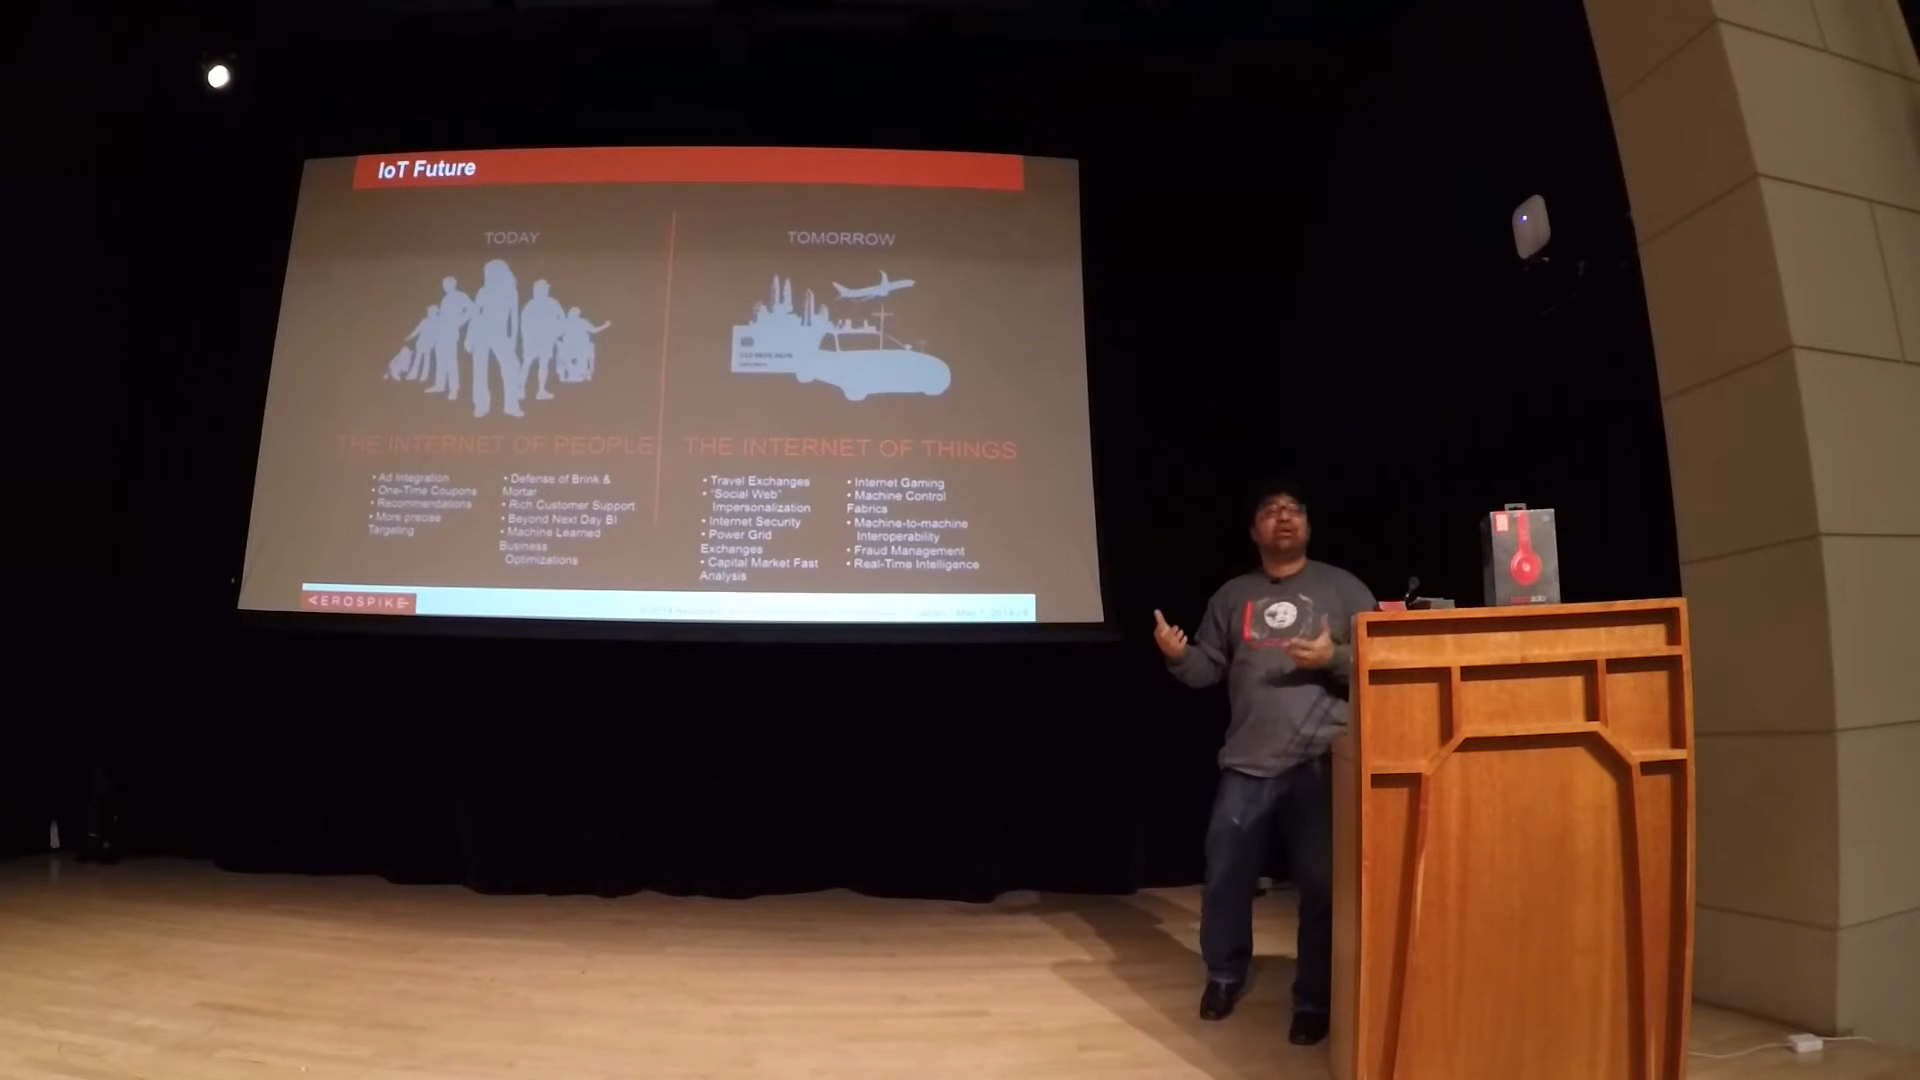 IoT Future
TODAY
THE INTERNET OF PEOPLE
• Ad Integration
• One-Time Coupons
• Recommendations
• More precise
Targeting
• Defense of Brink &
Mortar
• Rich Customer Support
• Beyond Next Day BI
• Machine Learned
Business
Optimizations
TOMORROW
THE INTERNET OF THINGS
• Travel Exchanges
• "Social Web"
Impersonalization
• Internet Security
• Power Grid
Exchanges
• Capital Market Fast
Analysis
• Internet Gaming
• Machine Control
Fabrics
• Machine-to-machine
Interoperability
• Fraud Management
• Real-Time Intelligence
AEROSPIKE